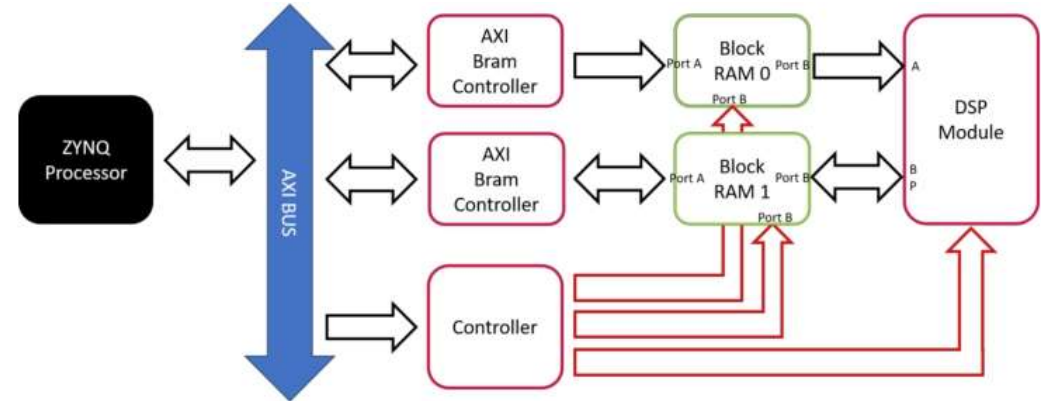 ZYNQ
Processor
AXI BUS
AXI
Bram
Controller
Port A
Block
RAM 0
Port B
Port B
A
DSP
Module
AXI
Bram
Controller
Port A
Block
RAM 1
Port B
Port B
B
P
Controller